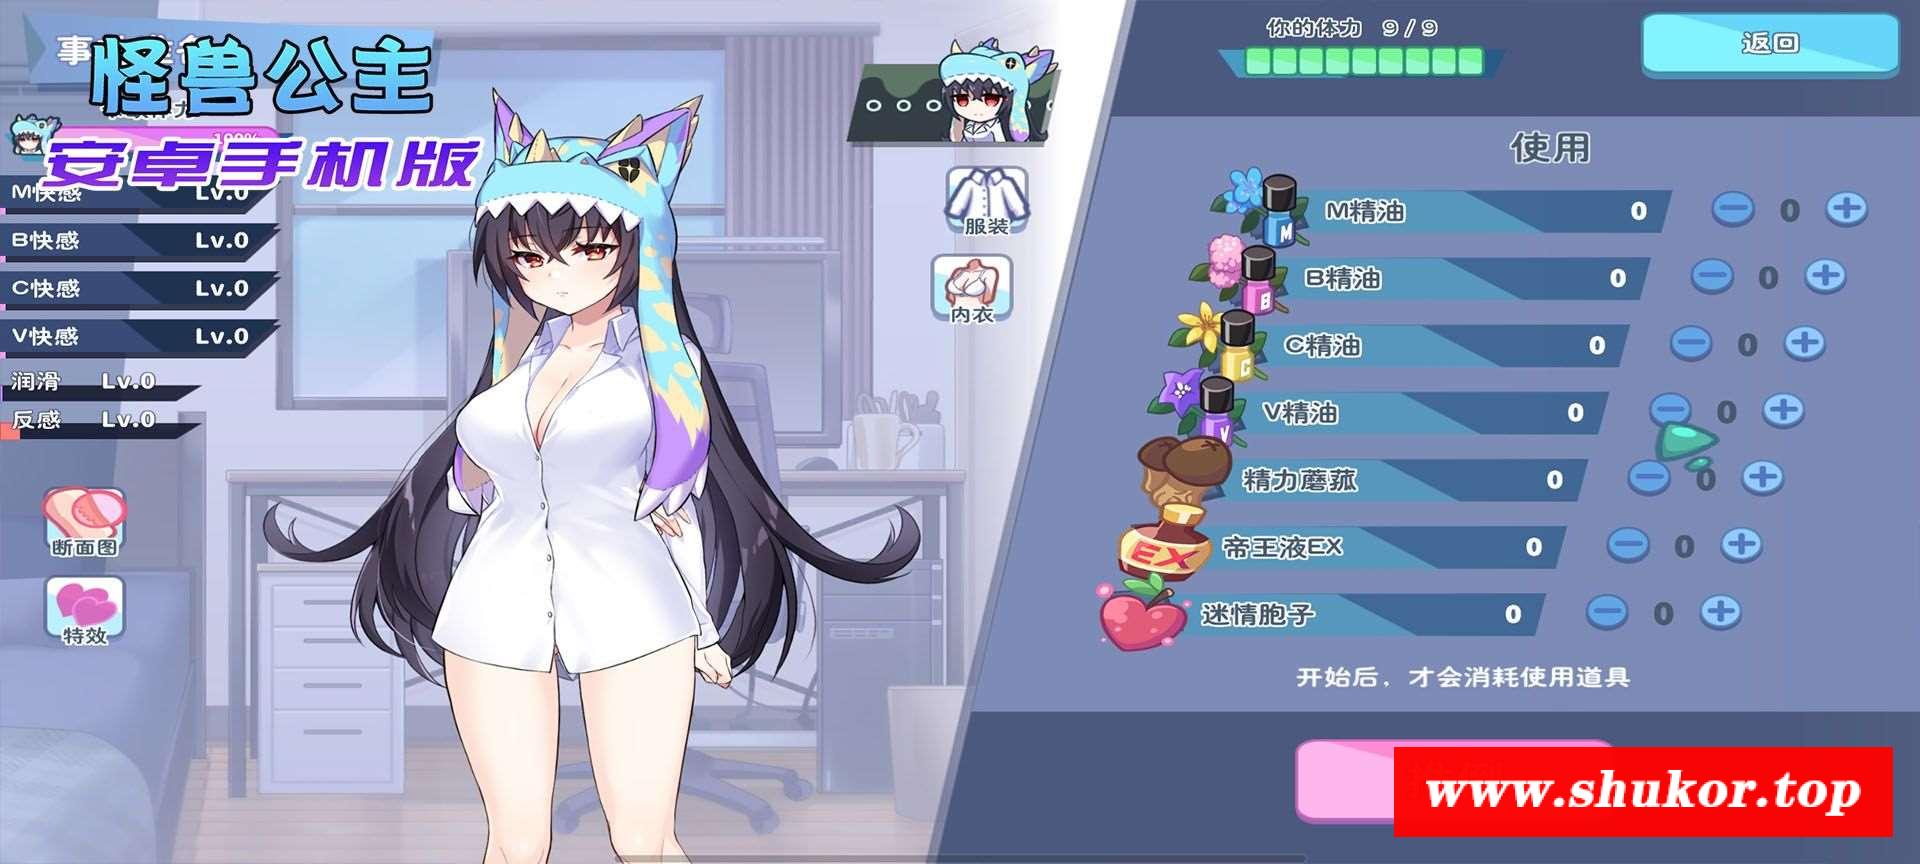 怪兽公主
安卓手机版
100%
M快感 Lv.0
B快感 Lv.0
C快感 Lv.0
V快感 Lv.0
润滑 Lv.0
反感 Lv.0
断面图
特效
服装
内衣
你的体力 9/9
返回
使用
M
M精油 0 0
B
B精油 0 0
C
C精油 0 0
V
V精油 0 0
精力蘑菰 0 0
EX
帝王液EX 0 0
迷情胞子 0 0
开始后，才会消耗使用道具
www.shukor.top